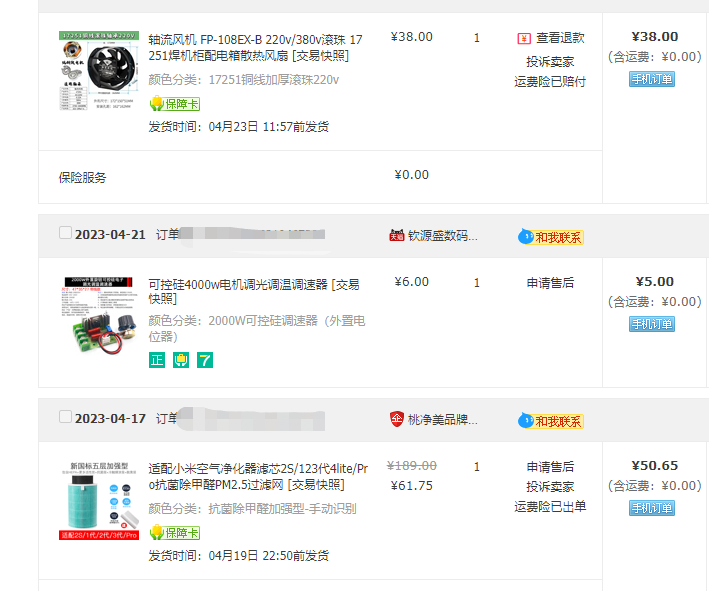 17251铜线滚珠轴承220V
轴流风机 FP-108EX-B 220v/380v滚珠 17
251焊机柜配电箱散热风扇 [交易快照]
颜色分类：17251铜线加厚滚珠220v
保障卡
发货时间：04月23日 11:57前发货
¥38.00
1
查看退款
投诉卖家
运费险已赔付
¥38.00
(含运费：¥0.00)
手机订单
保险服务
¥0.00
2023-04-21 订单
天猫 钦源盛数码...
和我联系
可控硅4000w电机调光调温调速器 [交易
快照]
颜色分类：2000W可控硅调速器（外置电
位器）
正 7
¥6.00
1
申请售后
¥5.00
(含运费：¥0.00)
手机订单
2023-04-17 订单
企 桃净美品牌...
和我联系
新国标五层加强型
适配2S/1代/2代/3代/Pro
适配小米空气净化器滤芯2S/123代4lite/Pr
o抗菌除甲醛PM2.5过滤网 [交易快照]
颜色分类：抗菌除甲醛加强型-手动识别
保障卡
发货时间：04月19日 22:50前发货
¥189.00
¥61.75
1
申请售后
投诉卖家
运费险已出单
¥50.65
(含运费：¥0.00)
手机订单